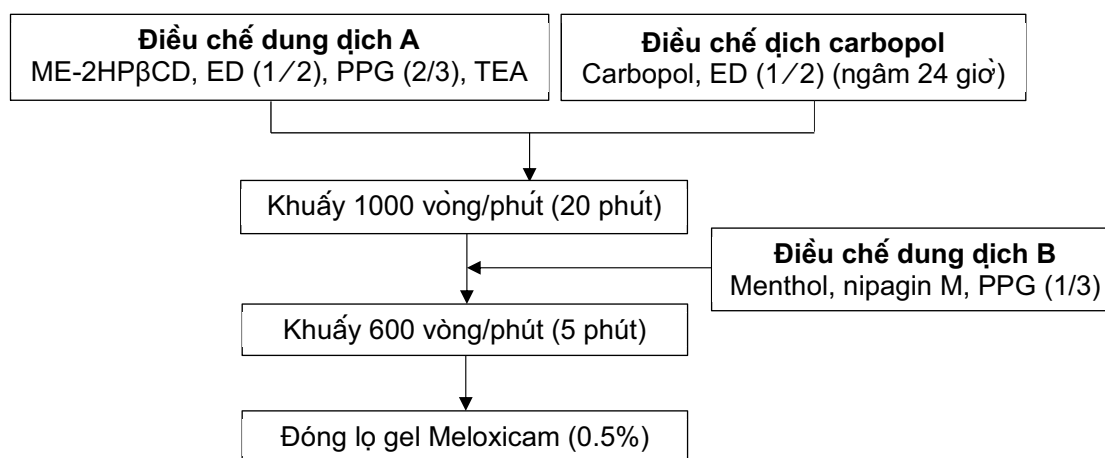 Điều chế dung dịch A
ME-2HPβCD, ED (1/2), PPG (2/3), TEA
Điều chế dịch carbopol
Carbopol, ED (1/2) (ngâm 24 giờ)
Khuấy 1000 vòng/phút (20 phút)
Điều chế dung dịch B
Menthol, nipagin M, PPG (1/3)
Khuấy 600 vòng/phút (5 phút)
Đóng lọ gel Meloxicam (0.5%)